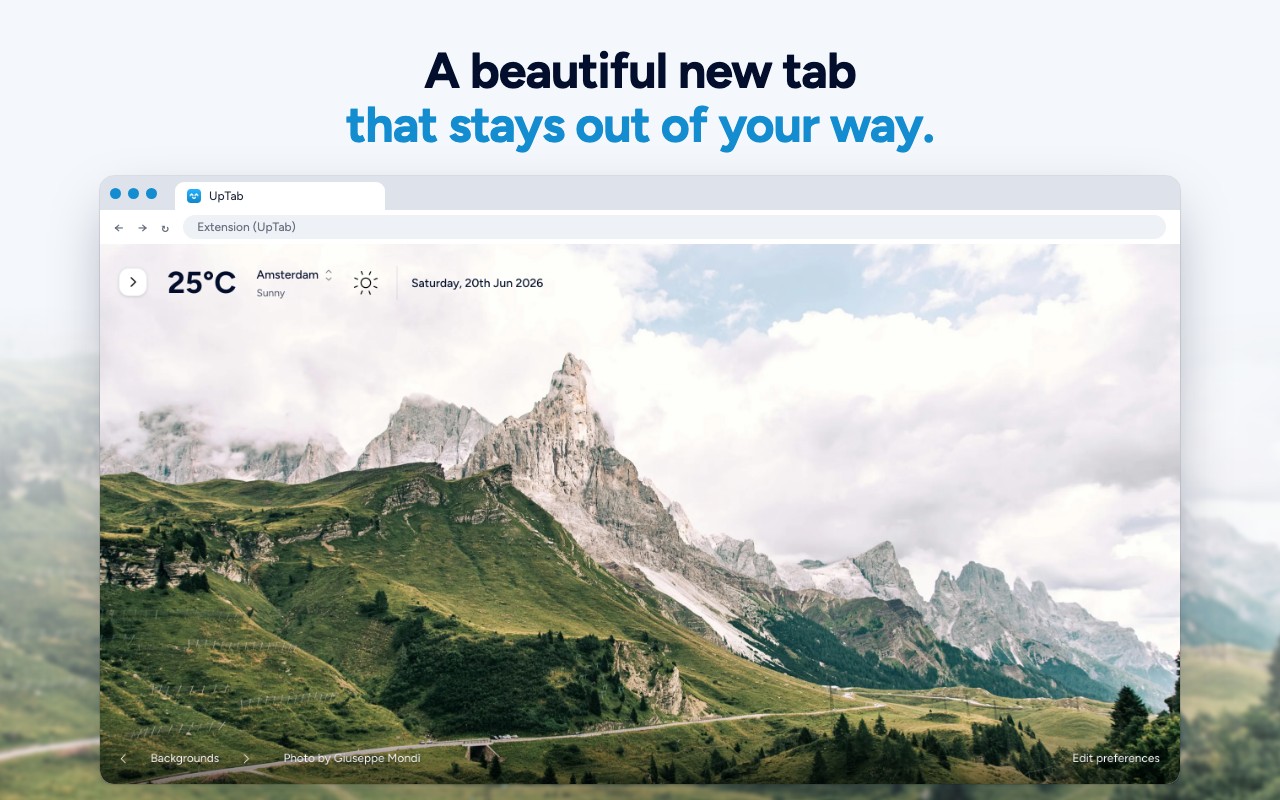 A beautiful new tab
that stays out of your way.
UpTab
Extension (UpTab)
25°C
Amsterdam
Sunny
Saturday, 20th Jun 2026
Backgrounds
Photo by Giuseppe Mondì
Edit preferences